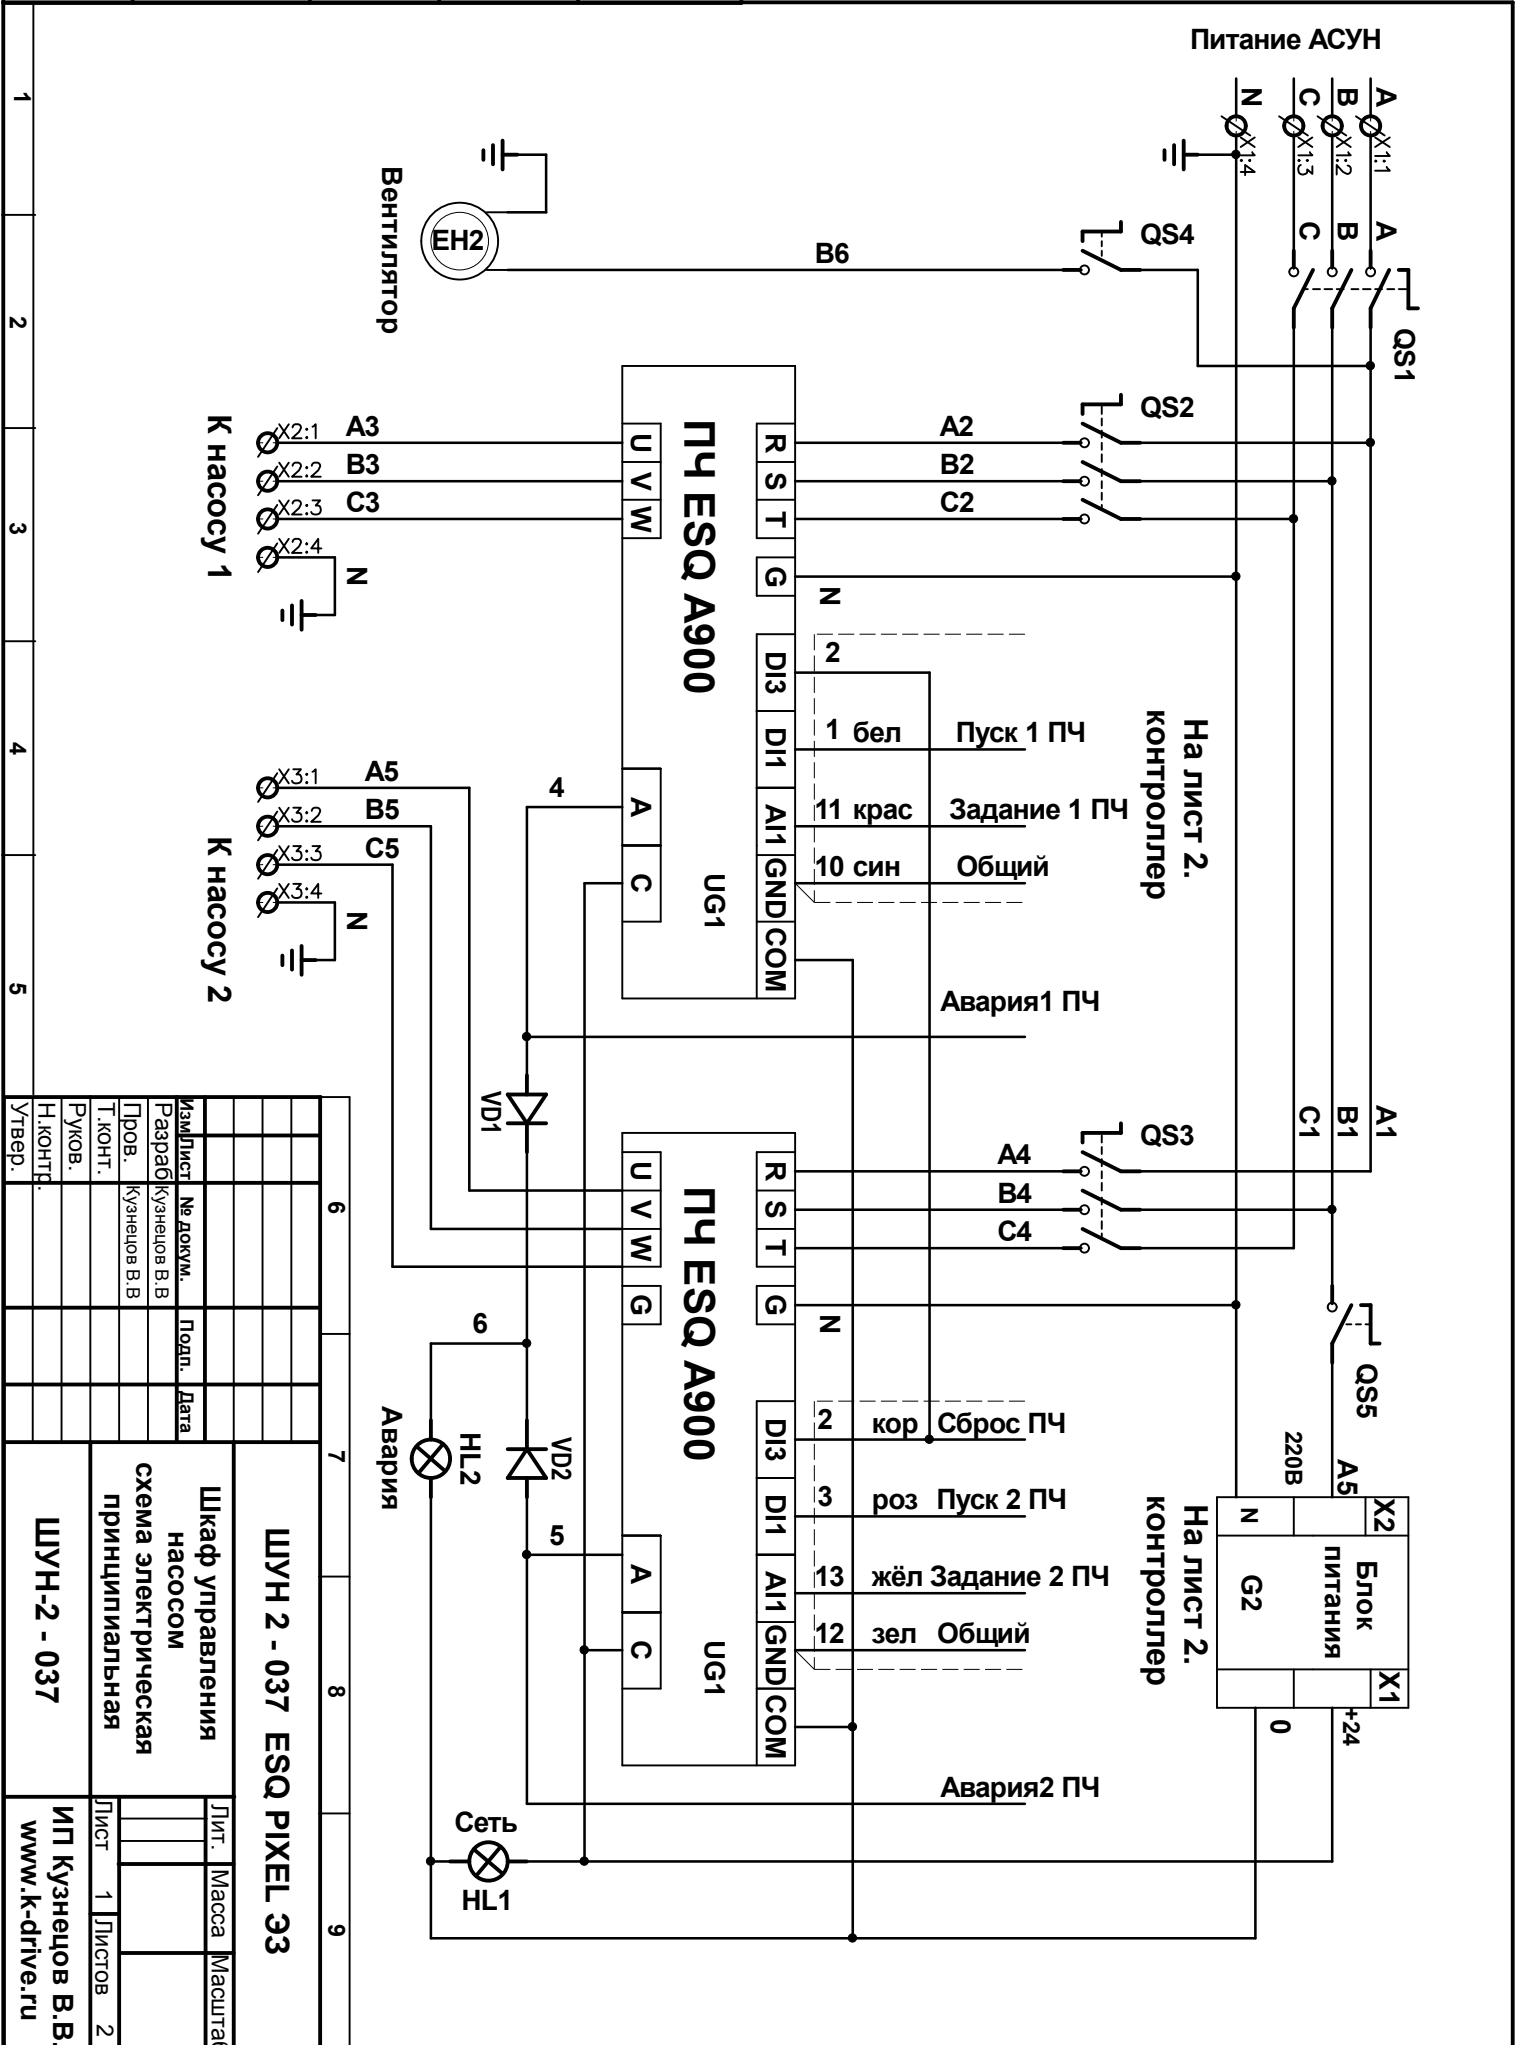 Питание АСУН
A
B
C
N
X1:1
X1:2
X1:3
X1:4
A
B
C
QS1
QS4
B6
EH2
Вентилятор
QS2
A2
B2
C2
R
S
T
G
N
ПЧ ESQ A900
U
V
W
A3
B3
C3
N
X2:1
X2:2
X2:3
X2:4
К насосу 1
DI3
DI1
AI1
GND
COM
2
1 бел Пуск 1 ПЧ
11 крас Задание 1 ПЧ
10 син Общий
На лист 2.
контроллер
UG1
A
C
4
A5
B5
C5
N
X3:1
X3:2
X3:3
X3:4
К насосу 2
Авария1 ПЧ
VD1
A1
B1
C1
QS3
A4
B4
C4
R
S
T
G
N
ПЧ ESQ A900
U
V
W
G
6
QS5
A5
220В
N
X2
Блок
питания
G2
X1
+24
0
DI3
DI1
AI1
GND
COM
2 кор Сброс ПЧ
3 роз Пуск 2 ПЧ
13 жёл Задание 2 ПЧ
12 зел Общий
На лист 2.
контроллер
UG1
A
C
5
VD2
HL2
Авария
Авария2 ПЧ
Сеть
HL1
1
2
3
4
5
6
7
8
9
ШУН 2 - 037 ESQ PIXEL Э3
Изм
Лист
№ докум.
Подп.
Дата
Разраб
Кузнецов В.В
Пров.
Кузнецов В.В
Т.конт.
Руков.
Н.контр.
Утвер.
Шкаф управления
насосом
схема электрическая
принципиальная
Лит.
Масса
Масштаб
Лист 1
Листов 2
ШУН-2 - 037
ИП Кузнецов В.В.
www.k-drive.ru